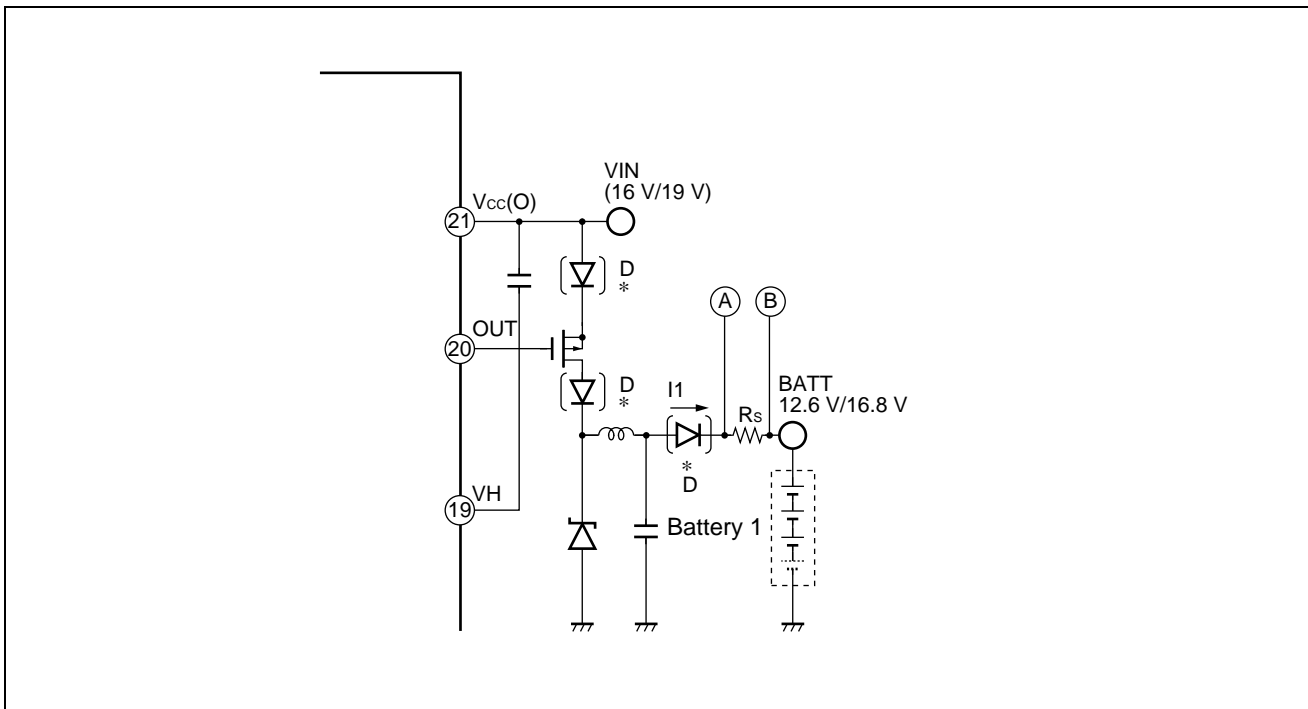 VIN
(16 V/19 V)
21
VCC(O)
D
*
A
B
20
OUT
D
*
I1
BATT
12.6 V/16.8 V
RS
*
D
19
VH
Battery 1